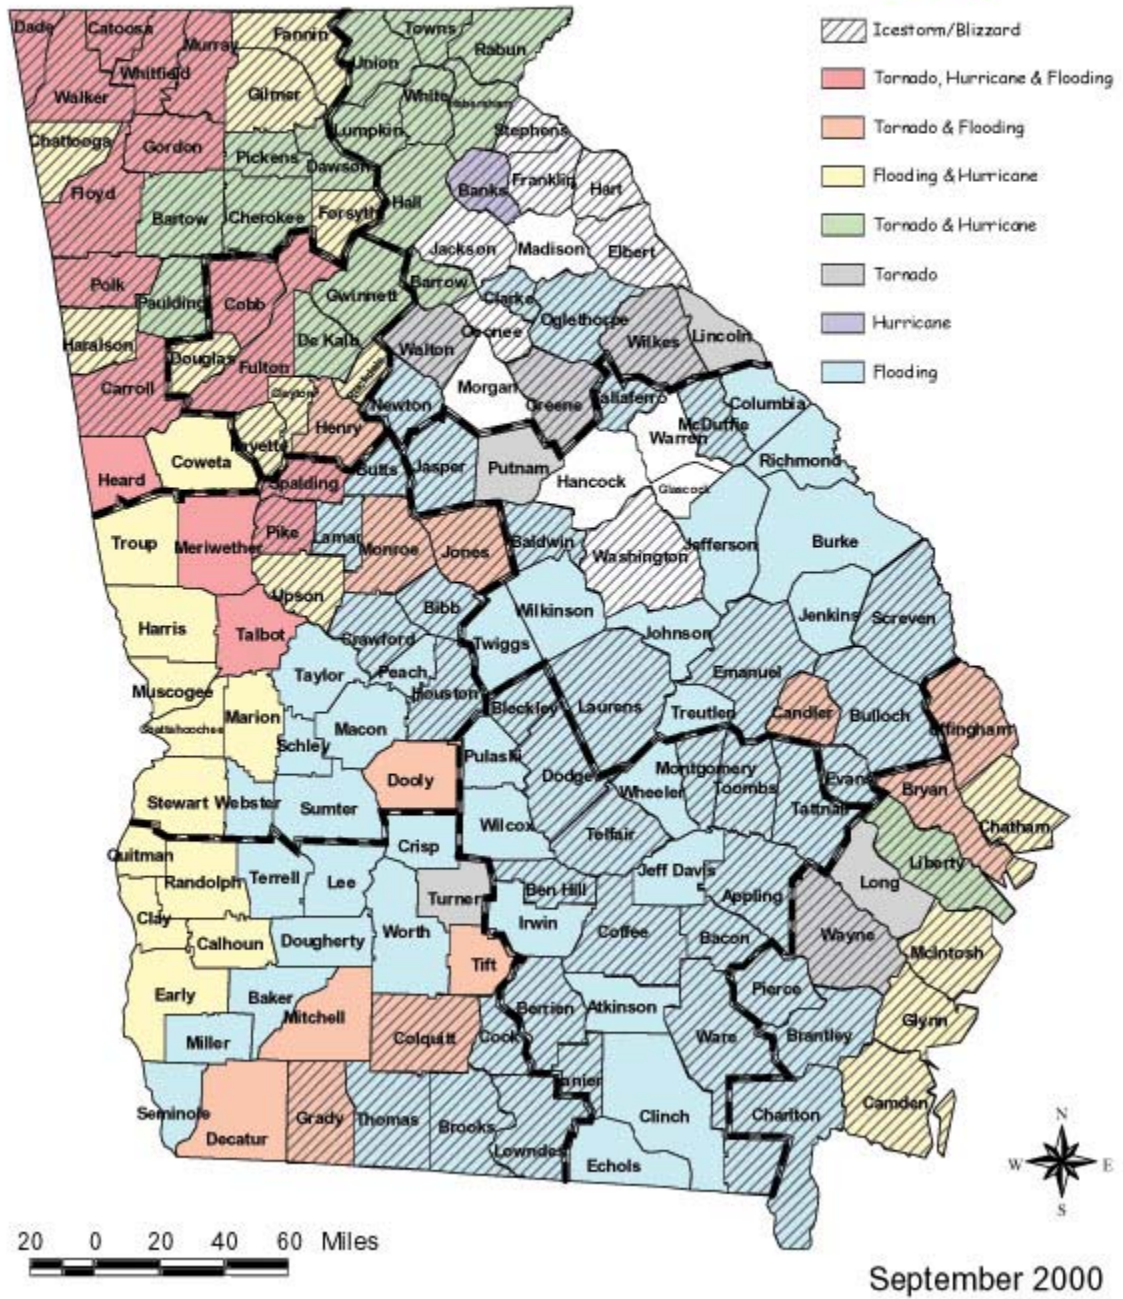 Icestorm/Blizzard
Tornado, Hurricane & Flooding
Tornado & Flooding
Flooding & Hurricane
Tornado & Hurricane
Tornado
Hurricane
Flooding
Dade Catoosa Murray Fannin Towns Rabun
Union
Whitfield
Walker Gilmer White Habersham
Chattooga Lumpkin Stephens
Gordon Pickens Dawson
Floyd Banks Franklin Hart
Bartow Cherokee Forsyth Hall
Jackson Madison Elbert
Polk Paulding Cobb Gwinnett Barrow Clarke
Oconee Oglethorpe Wilkes Lincoln
Haralson Douglas De Kalb Walton
Carroll Fulton Morgan
Clayton Rockdale Newton Greene Taliaferro Columbia
Henry McDuffie
Coweta Fayette Warren
Heard Spalding Butts Jasper Putnam Hancock Glascock Richmond
Troup Meriwether Pike Lamar Monroe Jones Baldwin Washington Jefferson Burke
Upson Bibb Wilkinson
Harris Talbot Crawford Twiggs Johnson Jenkins Screven
Taylor Peach Emanuel
Muscogee Houston
Chattahoochee Marion Macon Bleckley Laurens Treutlen Candler Bulloch Effingham
Schley Pulaski
Stewart Webster Sumter Dooly Dodge Wheeler Montgomery Toombs Evans Bryan
Tattnall
Wilcox Telfair Chatham
Quitman Crisp
Randolph Terrell Lee Turner Ben Hill Jeff Davis Appling Long Liberty
Clay Irwin
Calhoun Dougherty Worth Coffee Bacon Wayne McIntosh
Tift
Early Baker Mitchell Berrien Atkinson Pierce
Miller Colquitt Cook Ware Brantley Glynn
Lanier
Seminole Decatur Grady Thomas Brooks Clinch Charlton Camden
Lowndes Echols
N
W E
S
20 0 20 40 60 Miles
September 2000